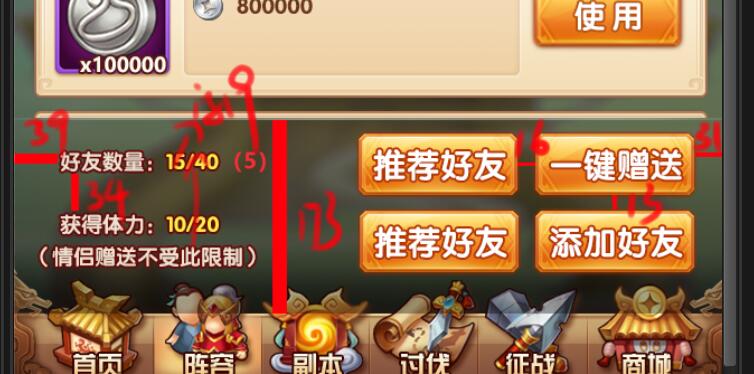 800000
使用
x100000
好友数量：15/40（5）
推荐好友
一键赠送
获得体力：10/20
（情侣赠送不受此限制）
推荐好友
添加好友
39
34
173
16
31
13
首页 阵容 副本 讨伐 征战 商城